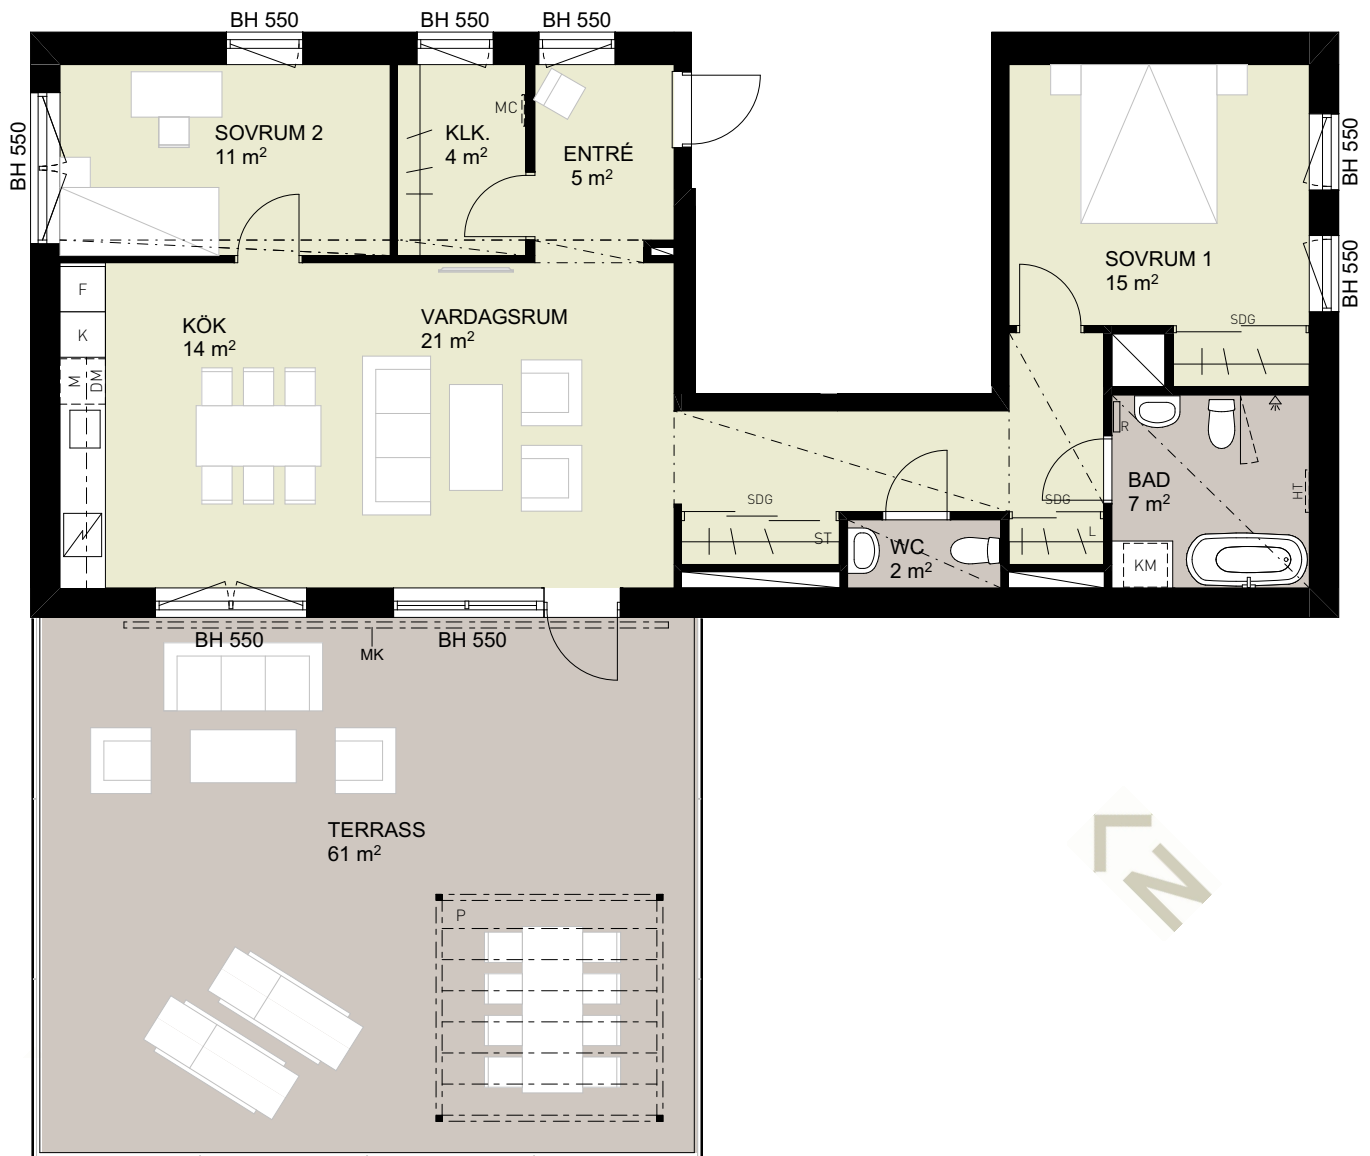 BH 550
BH 550
BH 550
BH 550
SOVRUM 2
11 m²
KLK.
4 m²
MC
ENTRÉ
5 m²
BH 550
BH 550
SOVRUM 1
15 m²
SDG
F
K
M
DM
KÖK
14 m²
VARDAGSRUM
21 m²
R
BAD
7 m²
HT
SDG
ST
SDG
L
WC
2 m²
KM
BH 550
MK
BH 550
TERRASS
61 m²
P
N